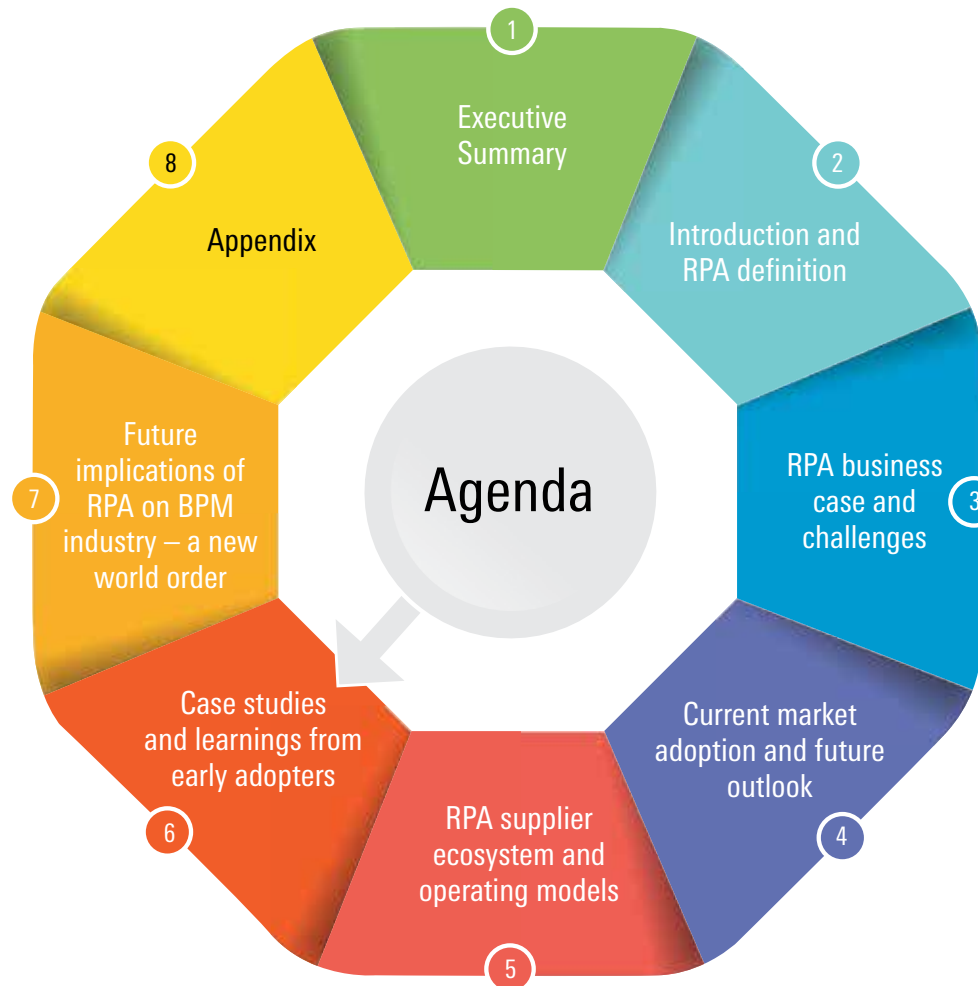 1
Executive
Summary
2
Introduction and
RPA definition
3
RPA business
case and
challenges
4
Current market
adoption and future
outlook
5
RPA supplier
ecosystem and
operating models
6
Case studies
and learnings from
early adopters
7
Future
implications of
RPA on BPM
industry – a new
world order
8
Appendix
Agenda